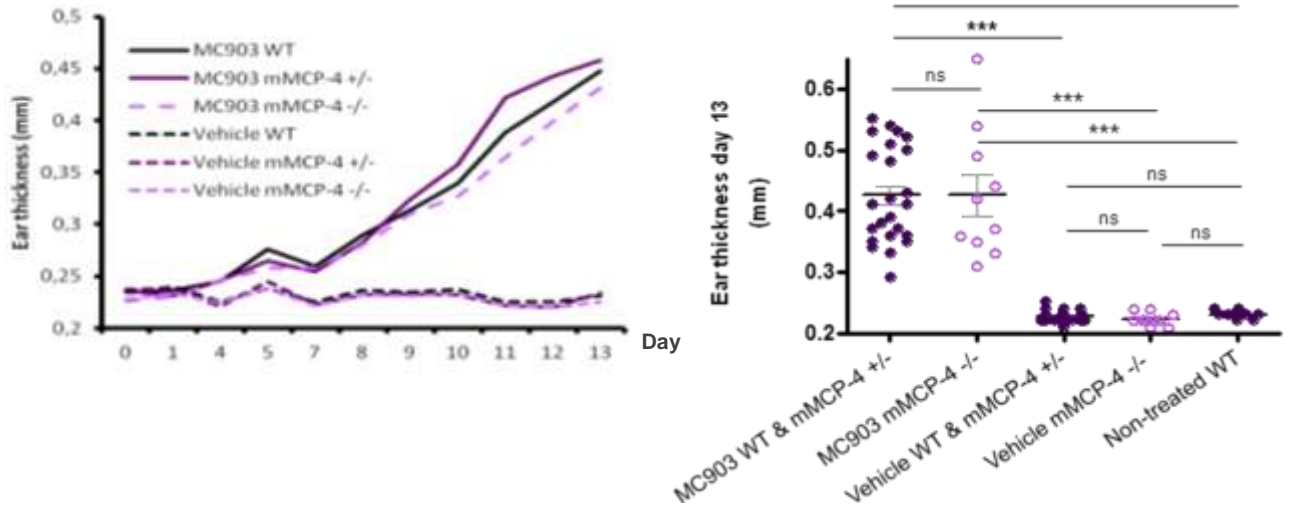 0,5
0,45
0,4
0,35
0,3
0,25
0,2
Ear thickness (mm)
MC903 WT
MC903 mMCP-4 +/-
MC903 mMCP-4 -/-
Vehicle WT
Vehicle mMCP-4 +/-
Vehicle mMCP-4 -/-
0 1 4 5 7 8 9 10 11 12 13
Day
Ear thickness day 13
(mm)
0.6
0.5
0.4
0.3
0.2
***
ns
***
***
ns
ns
ns
MC903 WT & mMCP-4 +/-
MC903 mMCP-4 -/-
Vehicle WT & mMCP-4 +/-
Vehicle mMCP-4 -/-
Non-treated WT